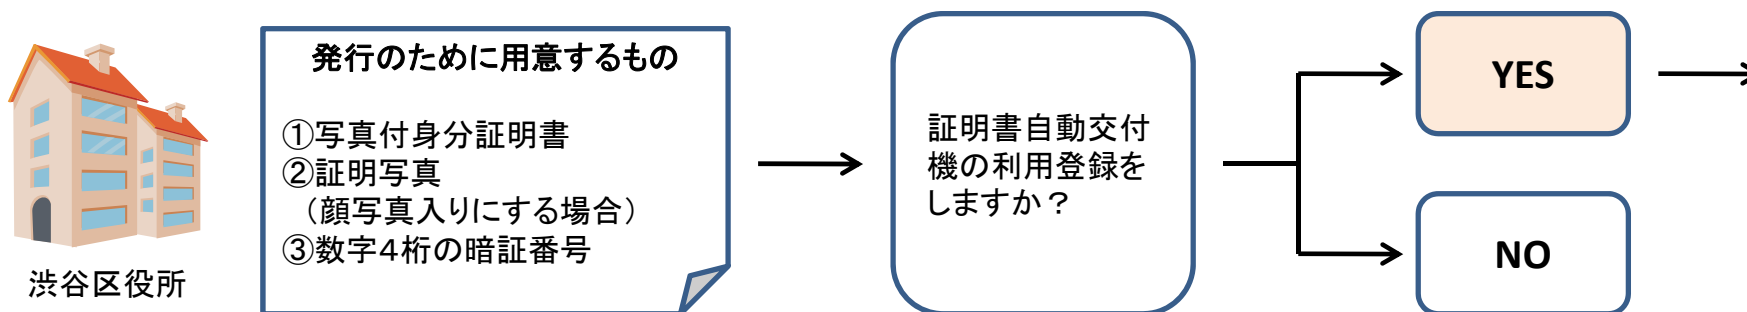 発行のために用意するもの
①写真付身分証明書
②証明写真
（顔写真入りにする場合）
③数字4桁の暗証番号
渋谷区役所
証明書自動交付
機の利用登録を
しますか？
YES
NO